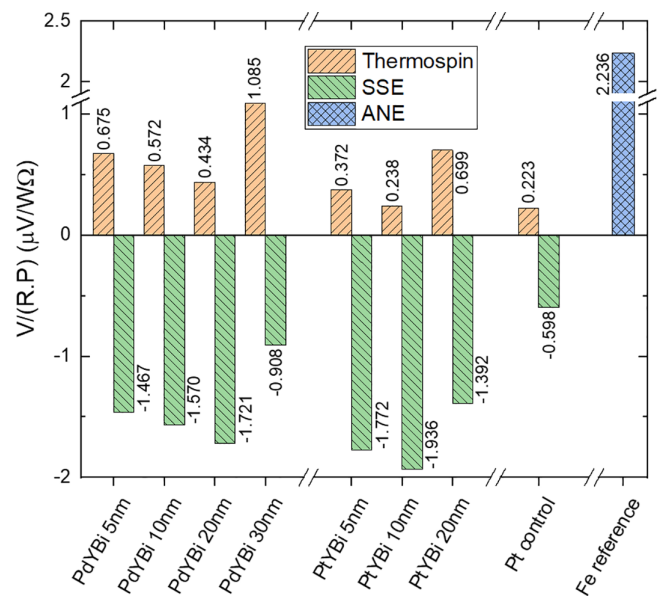 2.5
2
1
0
-1
-2
V/(R.P) (μV/WΩ)
Thermospin
SSE
ANE
0.675
0.572
0.434
1.085
0.372
0.238
0.699
0.223
2.236
-1.467
-1.570
-1.721
-0.908
-1.772
-1.936
-1.392
-0.598
PdYBi 5nm
PdYBi 10nm
PdYBi 20nm
PdYBi 30nm
PtYBi 5nm
PtYBi 10nm
PtYBi 20nm
Pt control
Fe reference